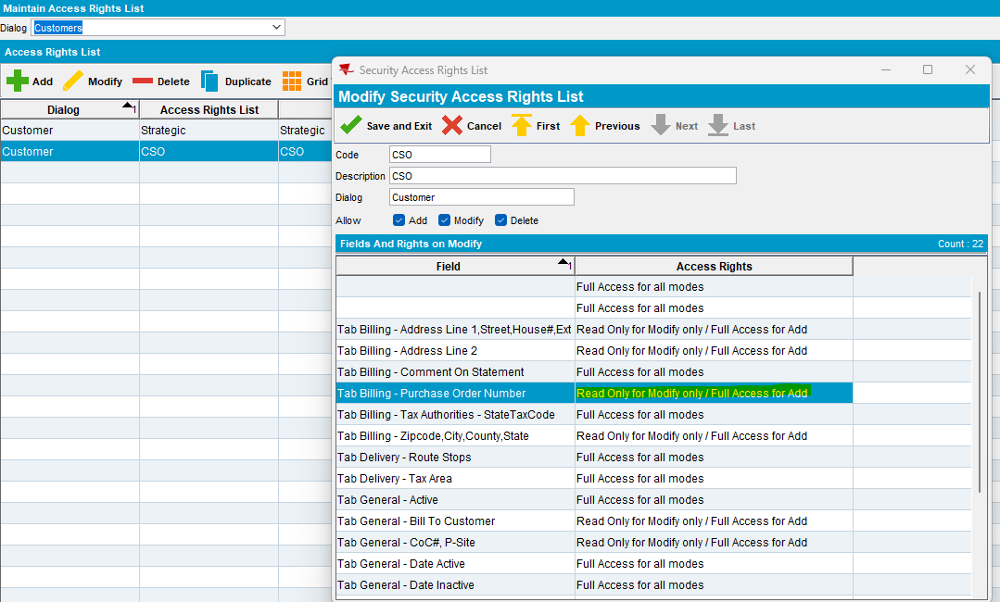 Maintain Access Rights List
Dialog Customers
Access Rights List
Add Modify Delete Duplicate Grid
Dialog 1 Access Rights List
Customer Strategic Strategic
Customer CSO CSO
Security Access Rights List
Modify Security Access Rights List
Save and Exit Cancel First Previous Next Last
Code CSO
Description CSO
Dialog Customer
Allow Add Modify Delete
Fields And Rights on Modify Count : 22
Field 1 Access Rights
Full Access for all modes
Full Access for all modes
Tab Billing - Address Line 1,Street,House#,Ext Read Only for Modify only / Full Access for Add
Tab Billing - Address Line 2 Read Only for Modify only / Full Access for Add
Tab Billing - Comment On Statement Full Access for all modes
Tab Billing - Purchase Order Number Read Only for Modify only / Full Access for Add
Tab Billing - Tax Authorities - StateTaxCode Full Access for all modes
Tab Billing - Zipcode,City,County,State Read Only for Modify only / Full Access for Add
Tab Delivery - Route Stops Full Access for all modes
Tab Delivery - Tax Area Full Access for all modes
Tab General - Active Full Access for all modes
Tab General - Bill To Customer Read Only for Modify only / Full Access for Add
Tab General - CoC#, P-Site Read Only for Modify only / Full Access for Add
Tab General - Date Active Full Access for all modes
Tab General - Date Inactive Full Access for all modes